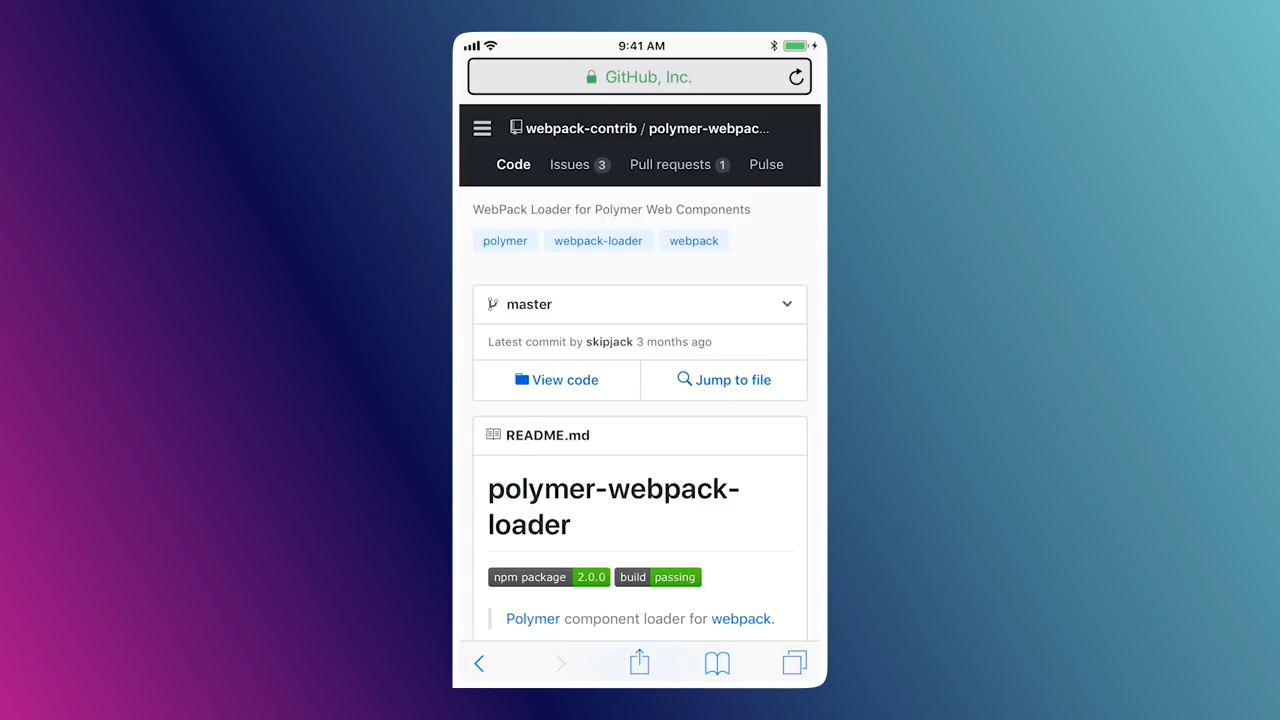 9:41 AM
GitHub, Inc.
webpack-contrib / polymer-webpac...
Code Issues 3 Pull requests 1 Pulse
WebPack Loader for Polymer Web Components
polymer webpack-loader webpack
master
Latest commit by skipjack 3 months ago
View code Jump to file
README.md
polymer-webpack-
loader
npm package 2.0.0 build passing
Polymer component loader for webpack.